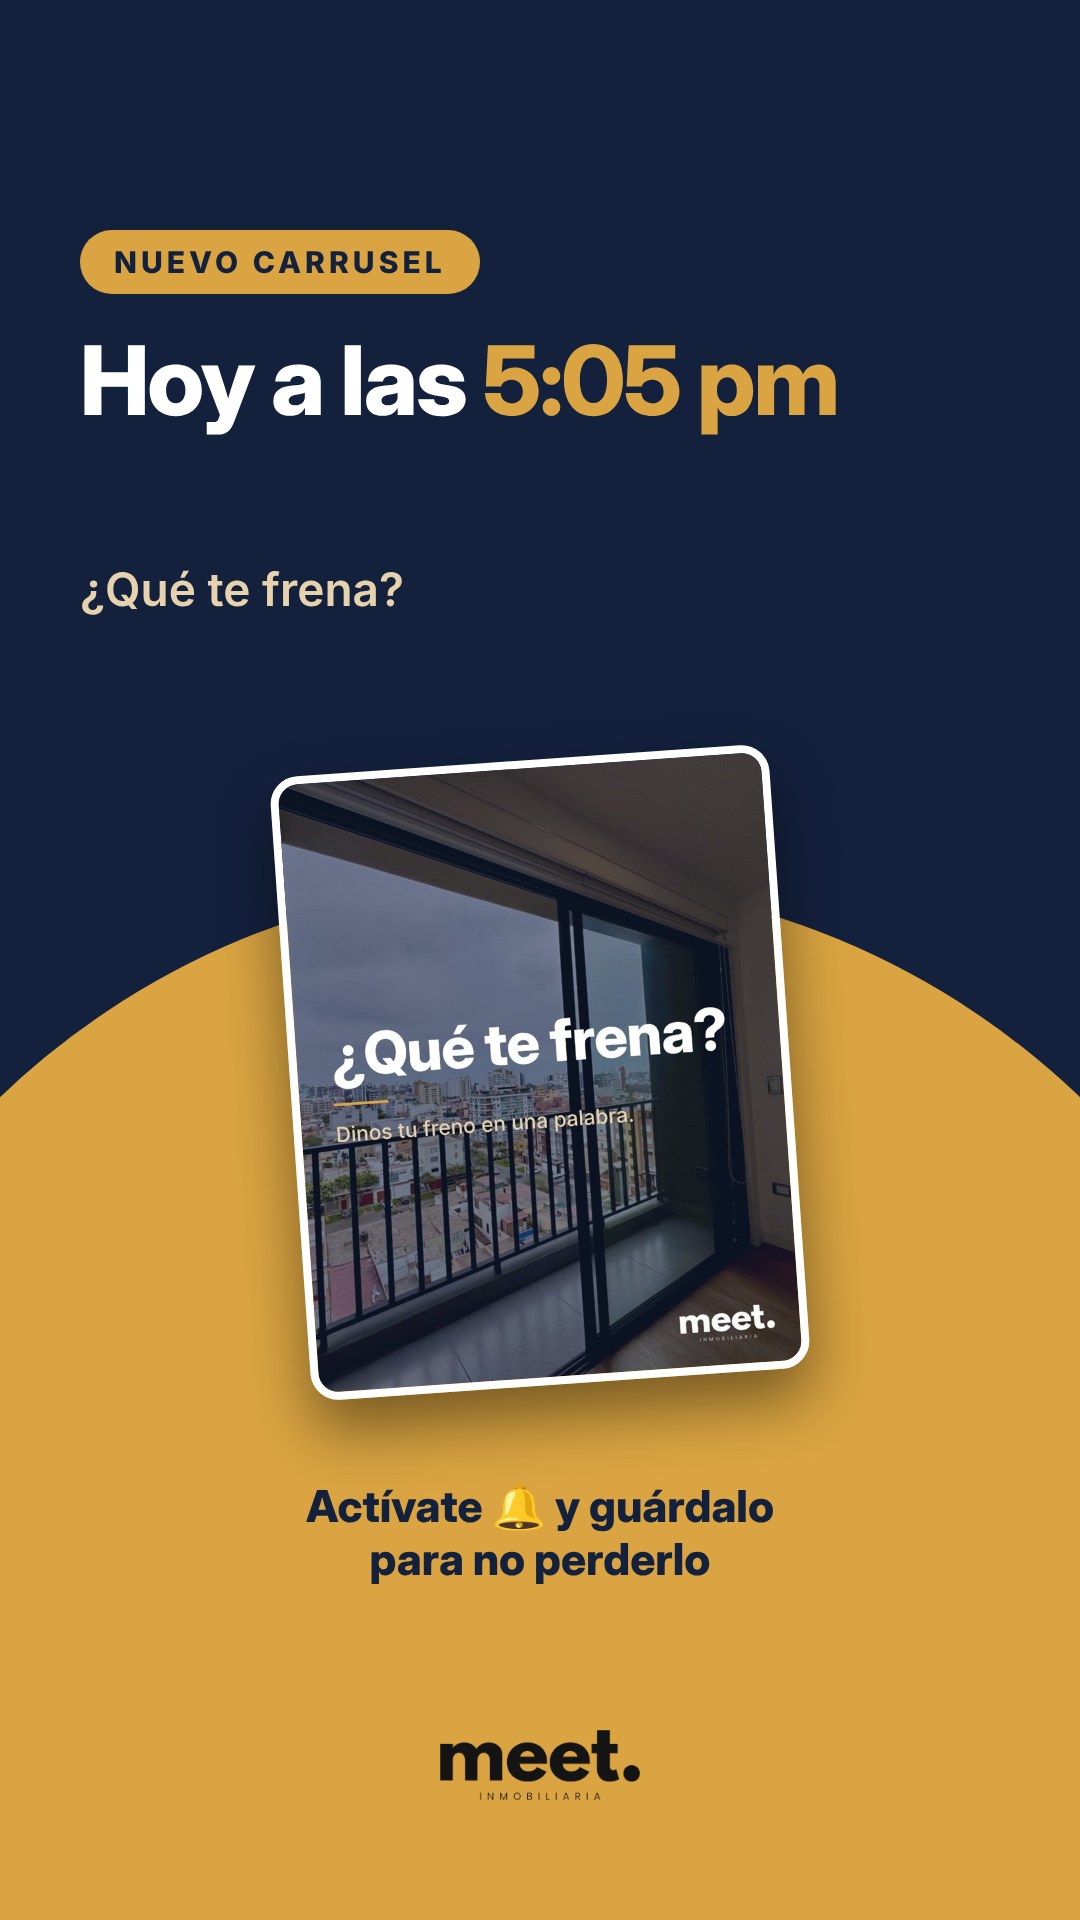 NUEVO CARRUSEL
Hoy a las 5:05 pm
¿Qué te frena?
¿Qué te frena?
Dinos tu freno en una palabra.
meet.
INMOBILIARIA
Actívate 🔔 y guárdalo
para no perderlo
meet.
INMOBILIARIA